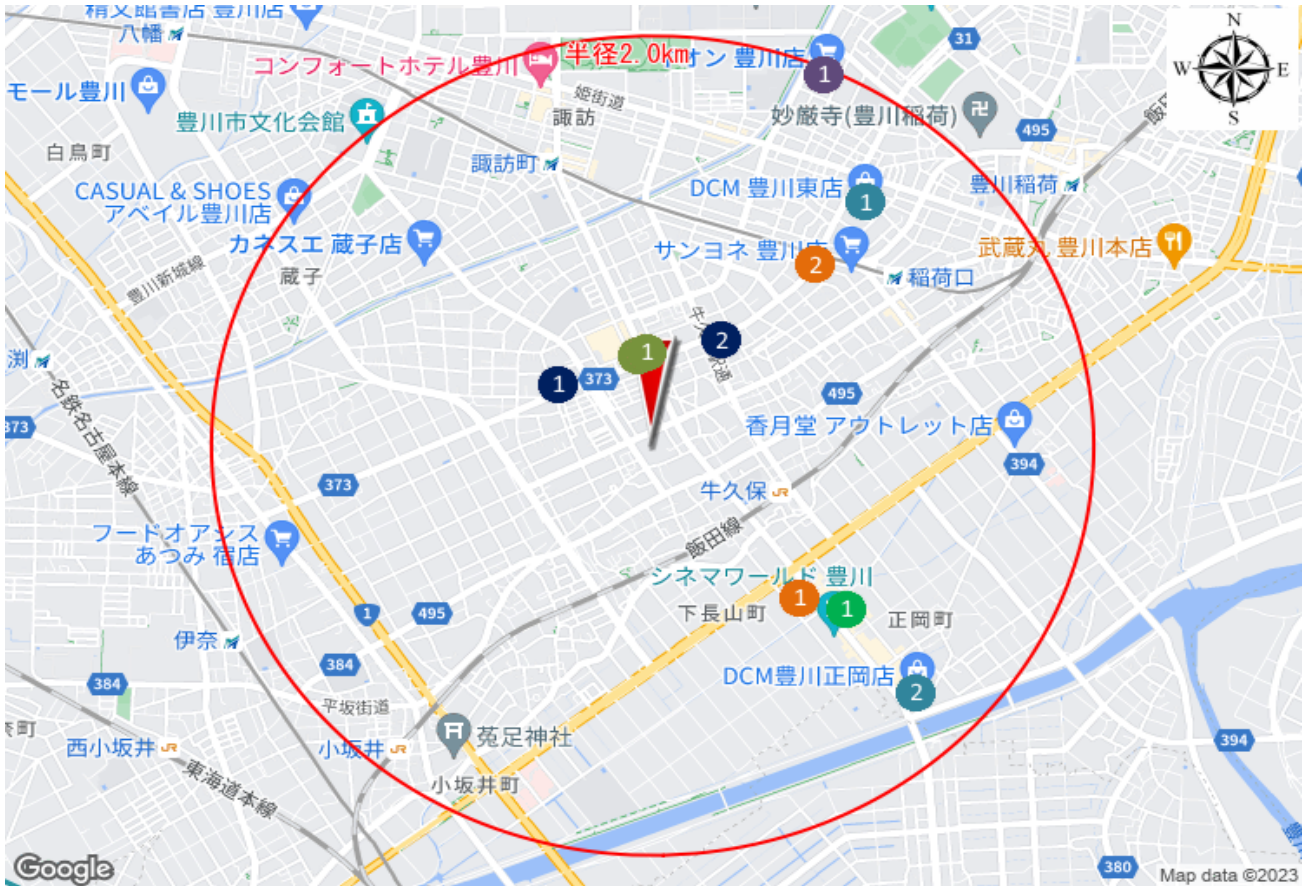 精文館書店 豊川店
八幡
コンフォートホテル豊川
半径2.0km
オン 豊川店
1
31
N
W
E
S
モール豊川
姫街道
諏訪
豊川市文化会館
妙厳寺(豊川稲荷)
495
白鳥町
諏訪町
CASUAL & SHOES
アベイル豊川店
DCM 豊川東店
1
豊川稲荷
カネスエ 蔵子店
サンヨネ 豊川店
2
武蔵丸 豊川本店
蔵子
稲荷口
豊川新城線
1
2
渕
1
373
495
香月堂 アウトレット店
373
名鉄名古屋本線
373
394
牛久保
フードオアシス
あつみ 宿店
飯田線
シネマワールド 豊川
1
1
下長山町
正岡町
1
495
伊奈
384
384
DCM豊川正岡店
2
平坂街道
西小坂井
小坂井
菟足神社
394
小坂井町
東海道本線
380
Google
Map data ©2023